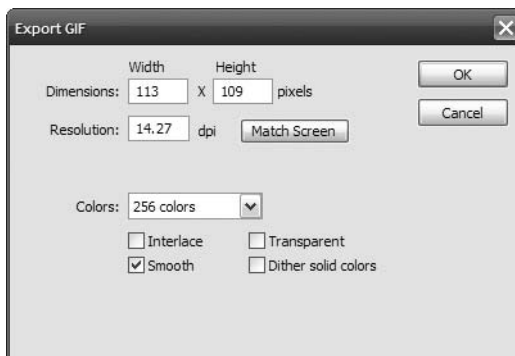 Export GIF
Width Height
Dimensions: 113 X 109 pixels
OK
Cancel
Resolution: 14.27 dpi Match Screen
Colors: 256 colors
Interlace Transparent
Smooth Dither solid colors